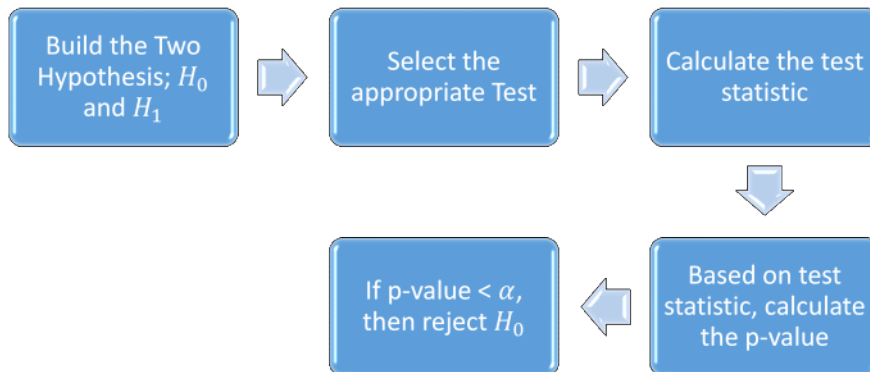 Build the Two
Hypothesis; H₀
and H₁
Select the
appropriate Test
Calculate the test
statistic
Based on test
statistic, calculate
the p-value
If p-value < α,
then reject H₀